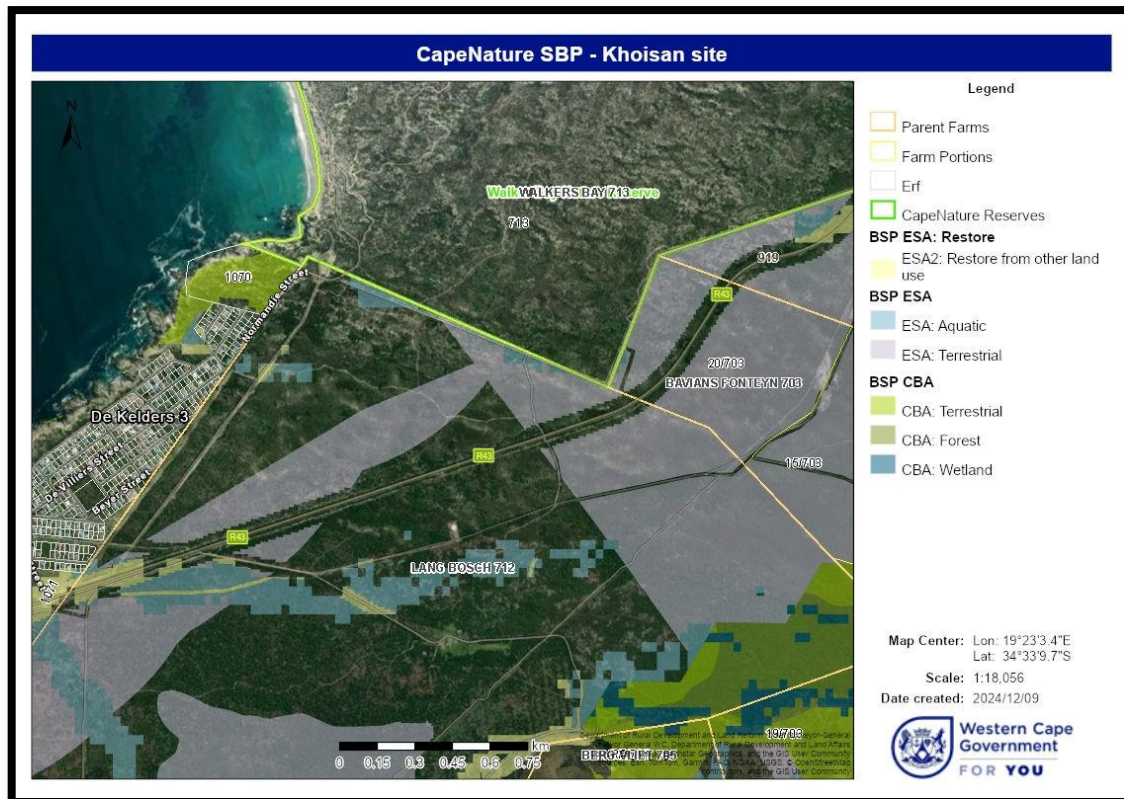 CapeNature SBP - Khoisan site
N
WALKERS BAY 713
713
1070
Normandie Street
919
R43
20/703
BAVIANS FONTEYN 703
De Kelders 3
R43
15/703
De Villiers Street
Beyer Street
R43
LANG BOSCH 712
1071
19/703
km
0 0.15 0.3 0.45 0.6 0.75
Legend
Parent Farms
Farm Portions
Erf
CapeNature Reserves
BSP ESA: Restore
ESA2: Restore from other land
use
BSP ESA
ESA: Aquatic
ESA: Terrestrial
BSP CBA
CBA: Terrestrial
CBA: Forest
CBA: Wetland
Map Center: Lon: 19°23'3.4"E
Lat: 34°33'9.7"S
Scale: 1:18,056
Date created: 2024/12/09
Western Cape
Government
FOR YOU